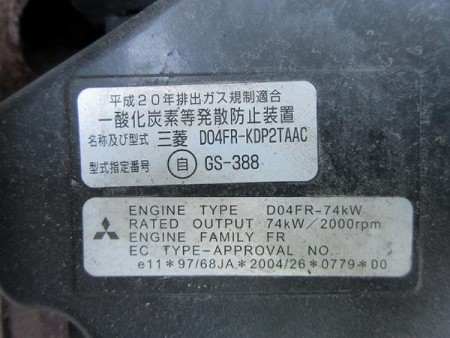 平成20年排出ガス規制適合
一酸化炭素等発散防止装置
名称及び型式 三菱 D04FR-KDP2TAAC
型式指定番号 自 GS-388
ENGINE TYPE D04FR-74kW
RATED OUTPUT 74kW/2000rpm
ENGINE FAMILY FR
EC TYPE-APPROVAL NO.
e11*97/68JA*2004/26*0779*00